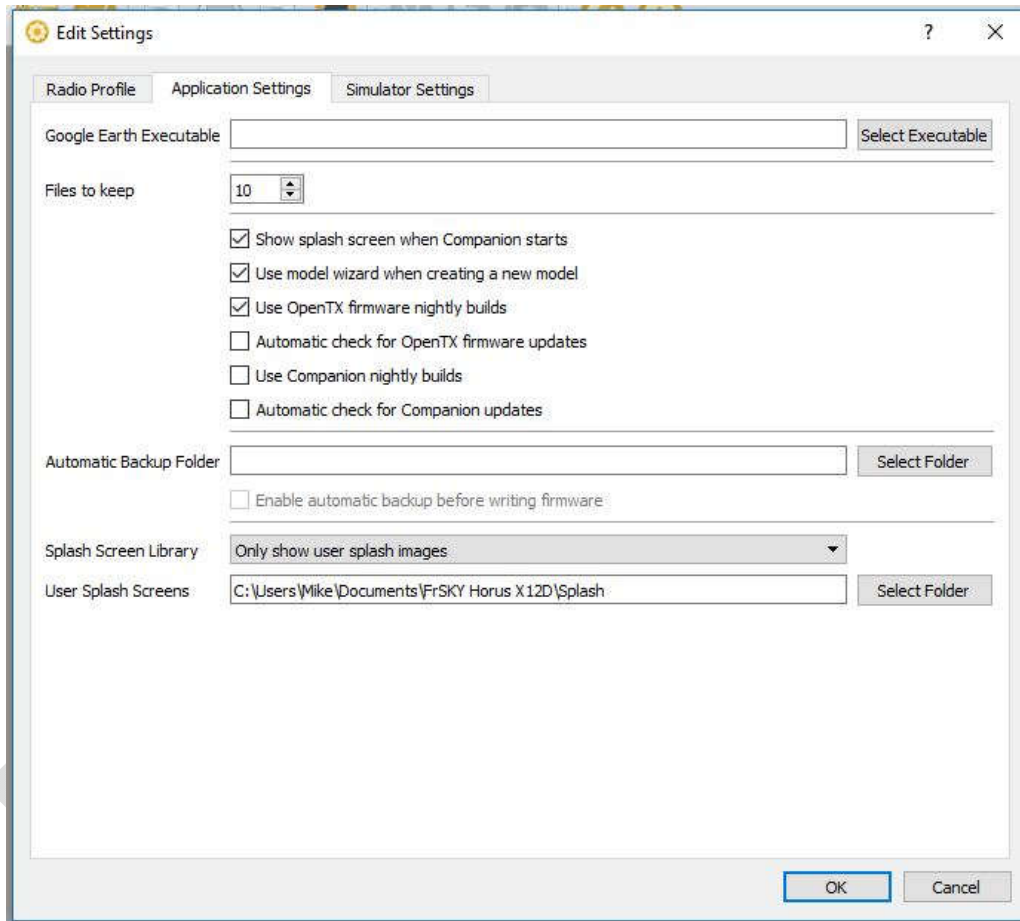 Edit Settings ?
Radio Profile Application Settings Simulator Settings
Google Earth Executable Select Executable
Files to keep 10
Show splash screen when Companion starts
Use model wizard when creating a new model
Use OpenTX firmware nightly builds
Automatic check for OpenTX firmware updates
Use Companion nightly builds
Automatic check for Companion updates
Automatic Backup Folder Select Folder
Enable automatic backup before writing firmware
Splash Screen Library Only show user splash images
User Splash Screens C:\Users\Mike\Documents\FrSKY Horus X12D\Splash Select Folder
OK Cancel